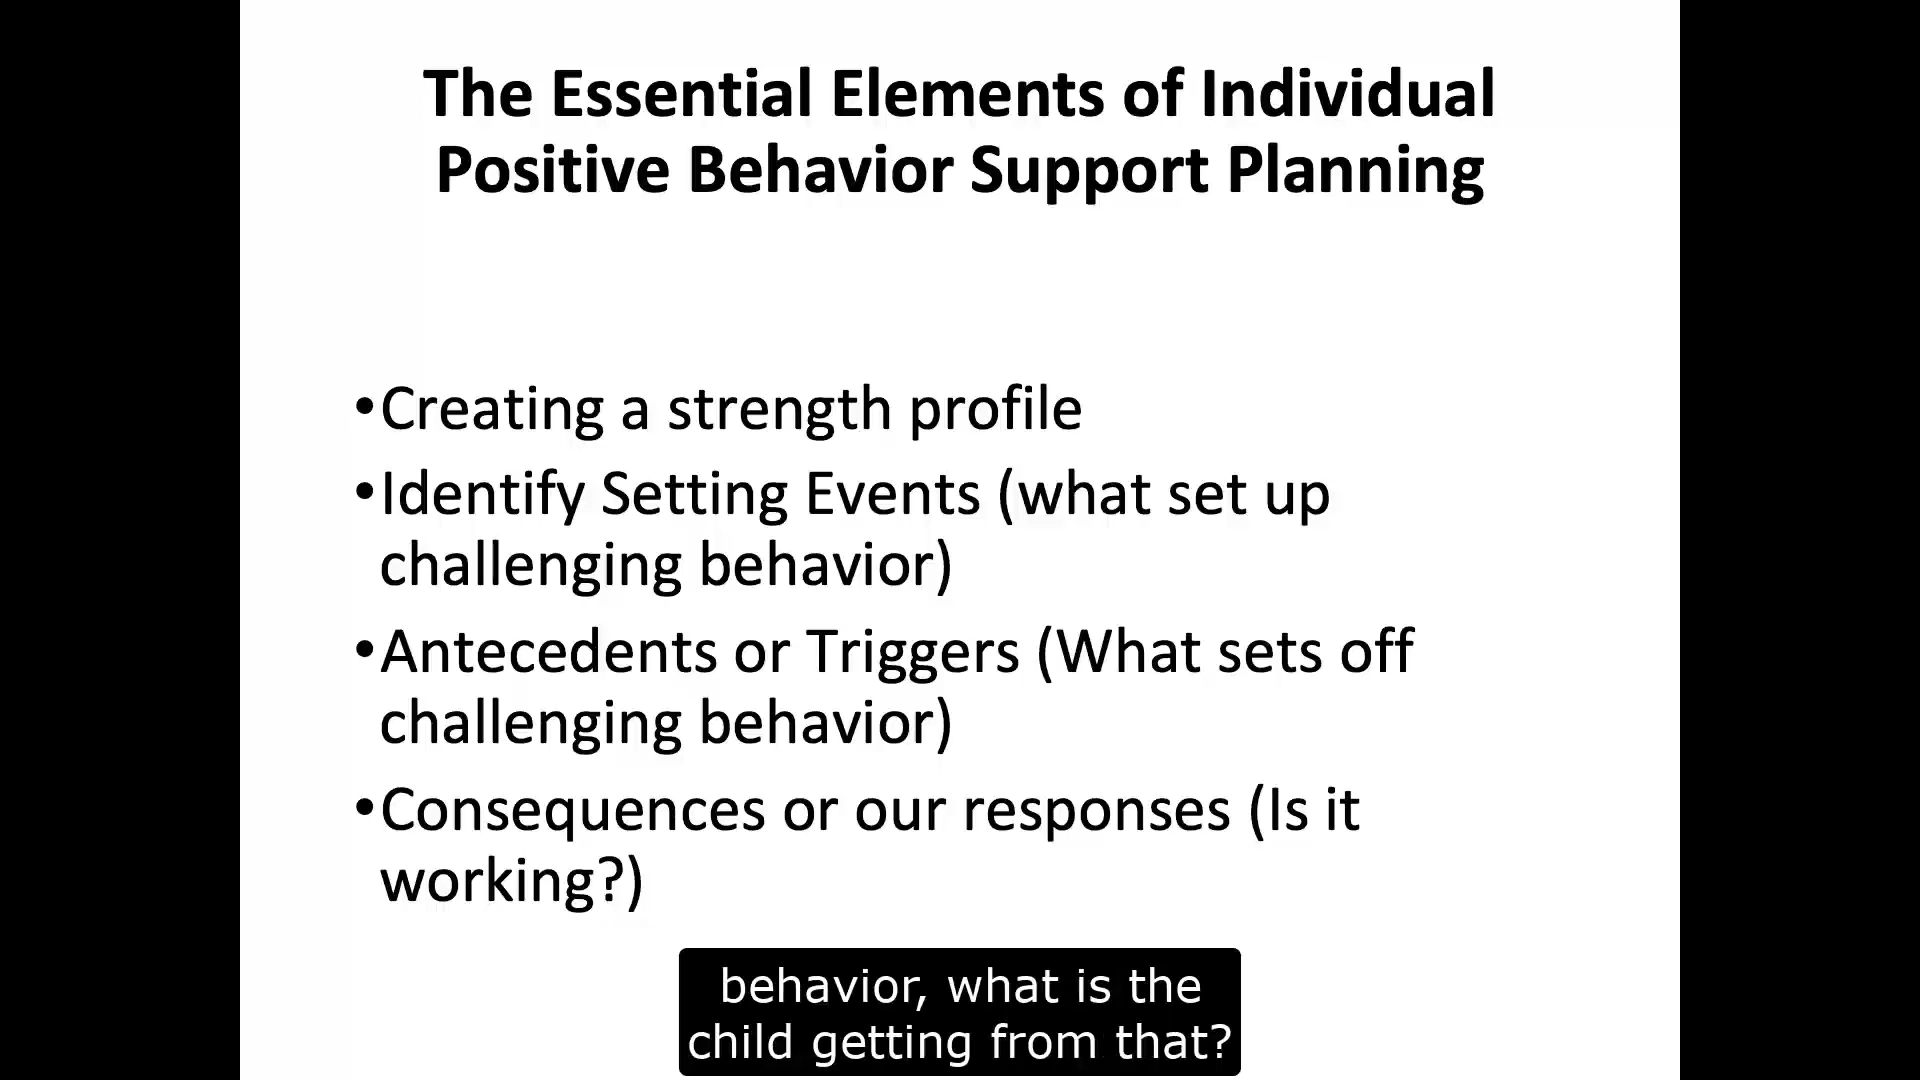 The Essential Elements of Individual
Positive Behavior Support Planning
•Creating a strength profile
•Identify Setting Events (what set up
challenging behavior)
•Antecedents or Triggers (What sets off
challenging behavior)
•Consequences or our responses (Is it
working?)
behavior, what is the
child getting from that?